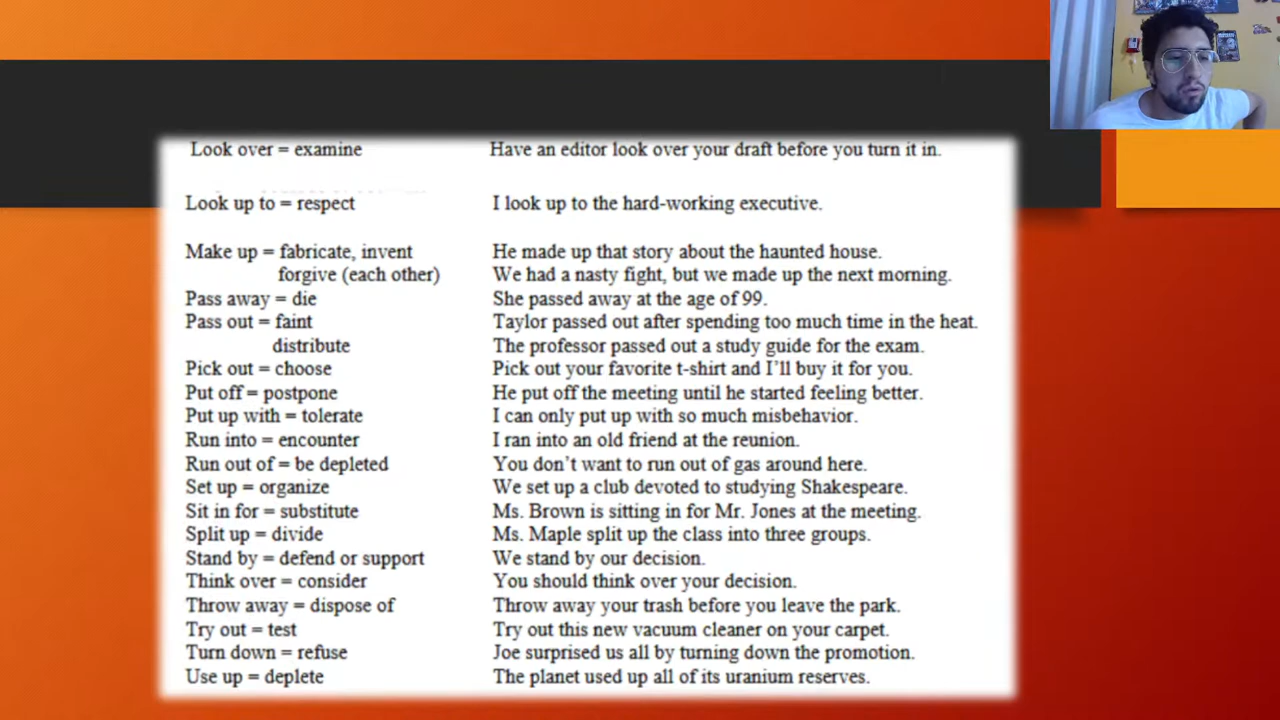 Look over = examine Have an editor look over your draft before you turn it in.
Look up to = respect I look up to the hard-working executive.
Make up = fabricate, invent He made up that story about the haunted house.
forgive (each other) We had a nasty fight, but we made up the next morning.
Pass away = die She passed away at the age of 99.
Pass out = faint Taylor passed out after spending too much time in the heat.
distribute The professor passed out a study guide for the exam.
Pick out = choose Pick out your favorite t-shirt and I’ll buy it for you.
Put off = postpone He put off the meeting until he started feeling better.
Put up with = tolerate I can only put up with so much misbehavior.
Run into = encounter I ran into an old friend at the reunion.
Run out of = be depleted You don’t want to run out of gas around here.
Set up = organize We set up a club devoted to studying Shakespeare.
Sit in for = substitute Ms. Brown is sitting in for Mr. Jones at the meeting.
Split up = divide Ms. Maple split up the class into three groups.
Stand by = defend or support We stand by our decision.
Think over = consider You should think over your decision.
Throw away = dispose of Throw away your trash before you leave the park.
Try out = test Try out this new vacuum cleaner on your carpet.
Turn down = refuse Joe surprised us all by turning down the promotion.
Use up = deplete The planet used up all of its uranium reserves.